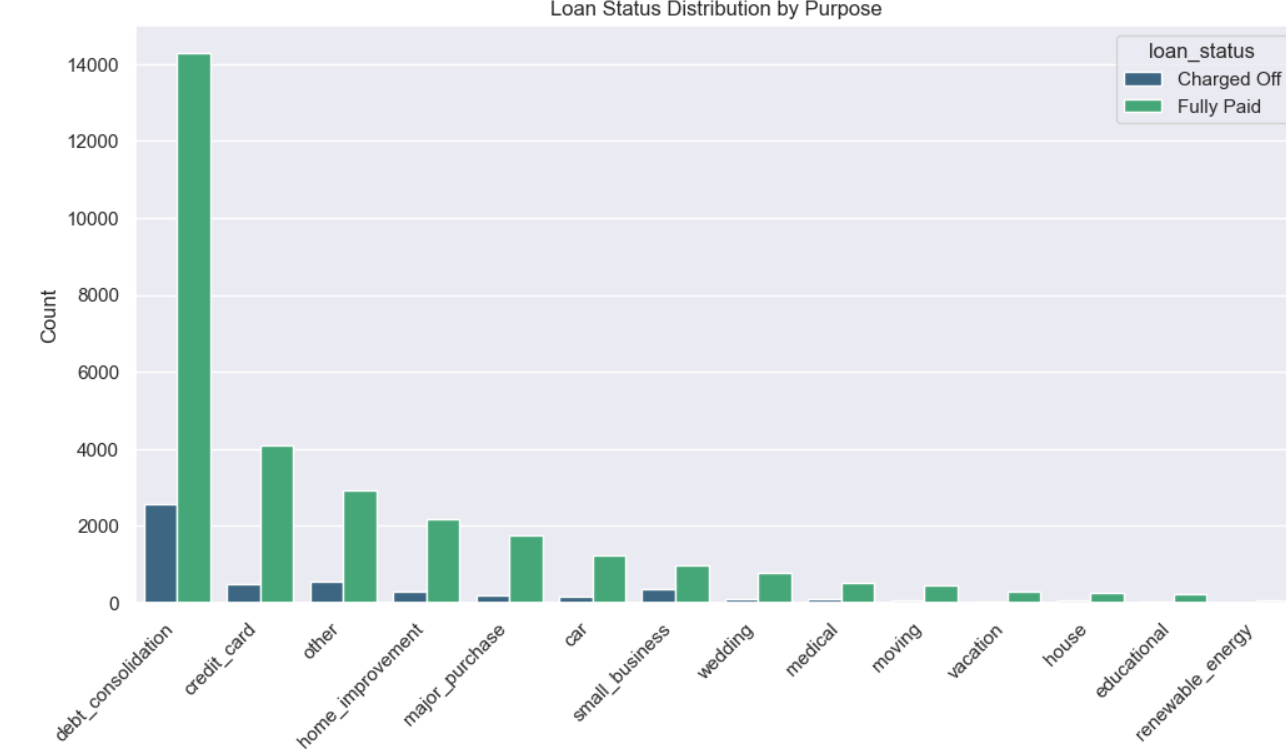 Loan Status Distribution by Purpose
loan_status
Charged Off
Fully Paid
Count
14000
12000
10000
8000
6000
4000
2000
0
debt_consolidation
credit_card
other
home_improvement
major_purchase
car
small_business
wedding
medical
moving
vacation
house
educational
renewable_energy